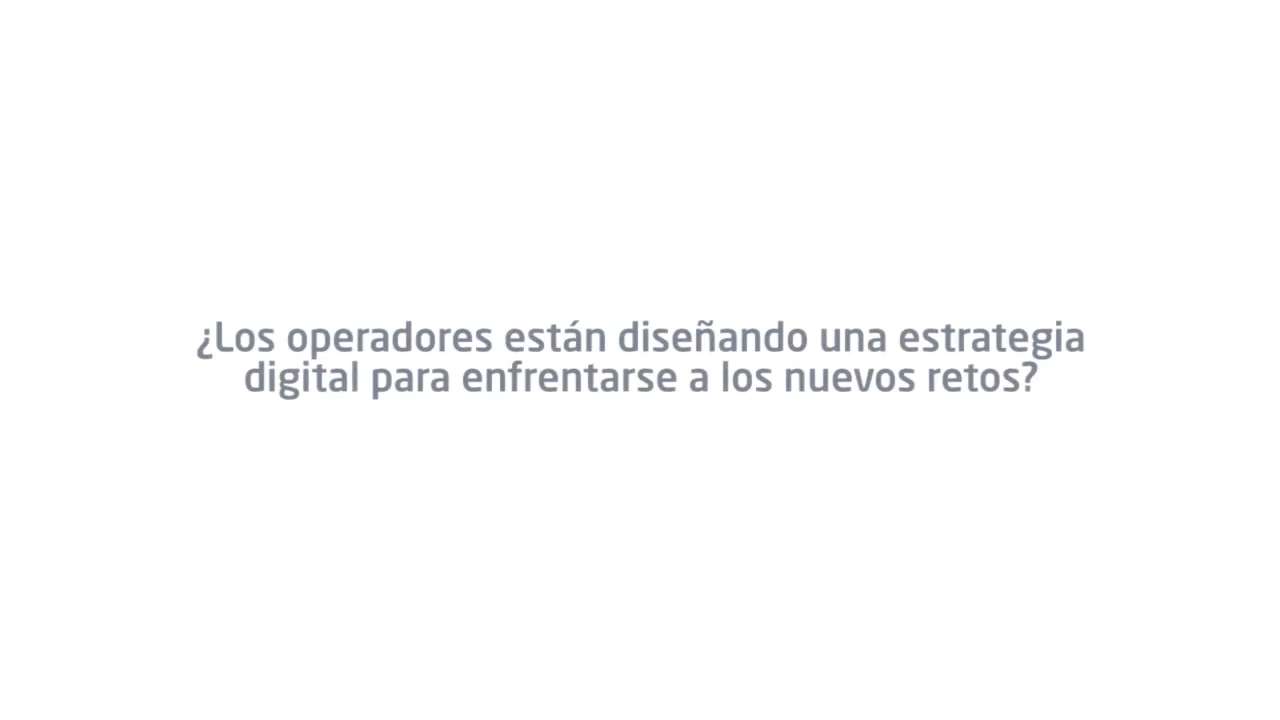 ¿Los operadores están diseñando una estrategia
digital para enfrentarse a los nuevos retos?